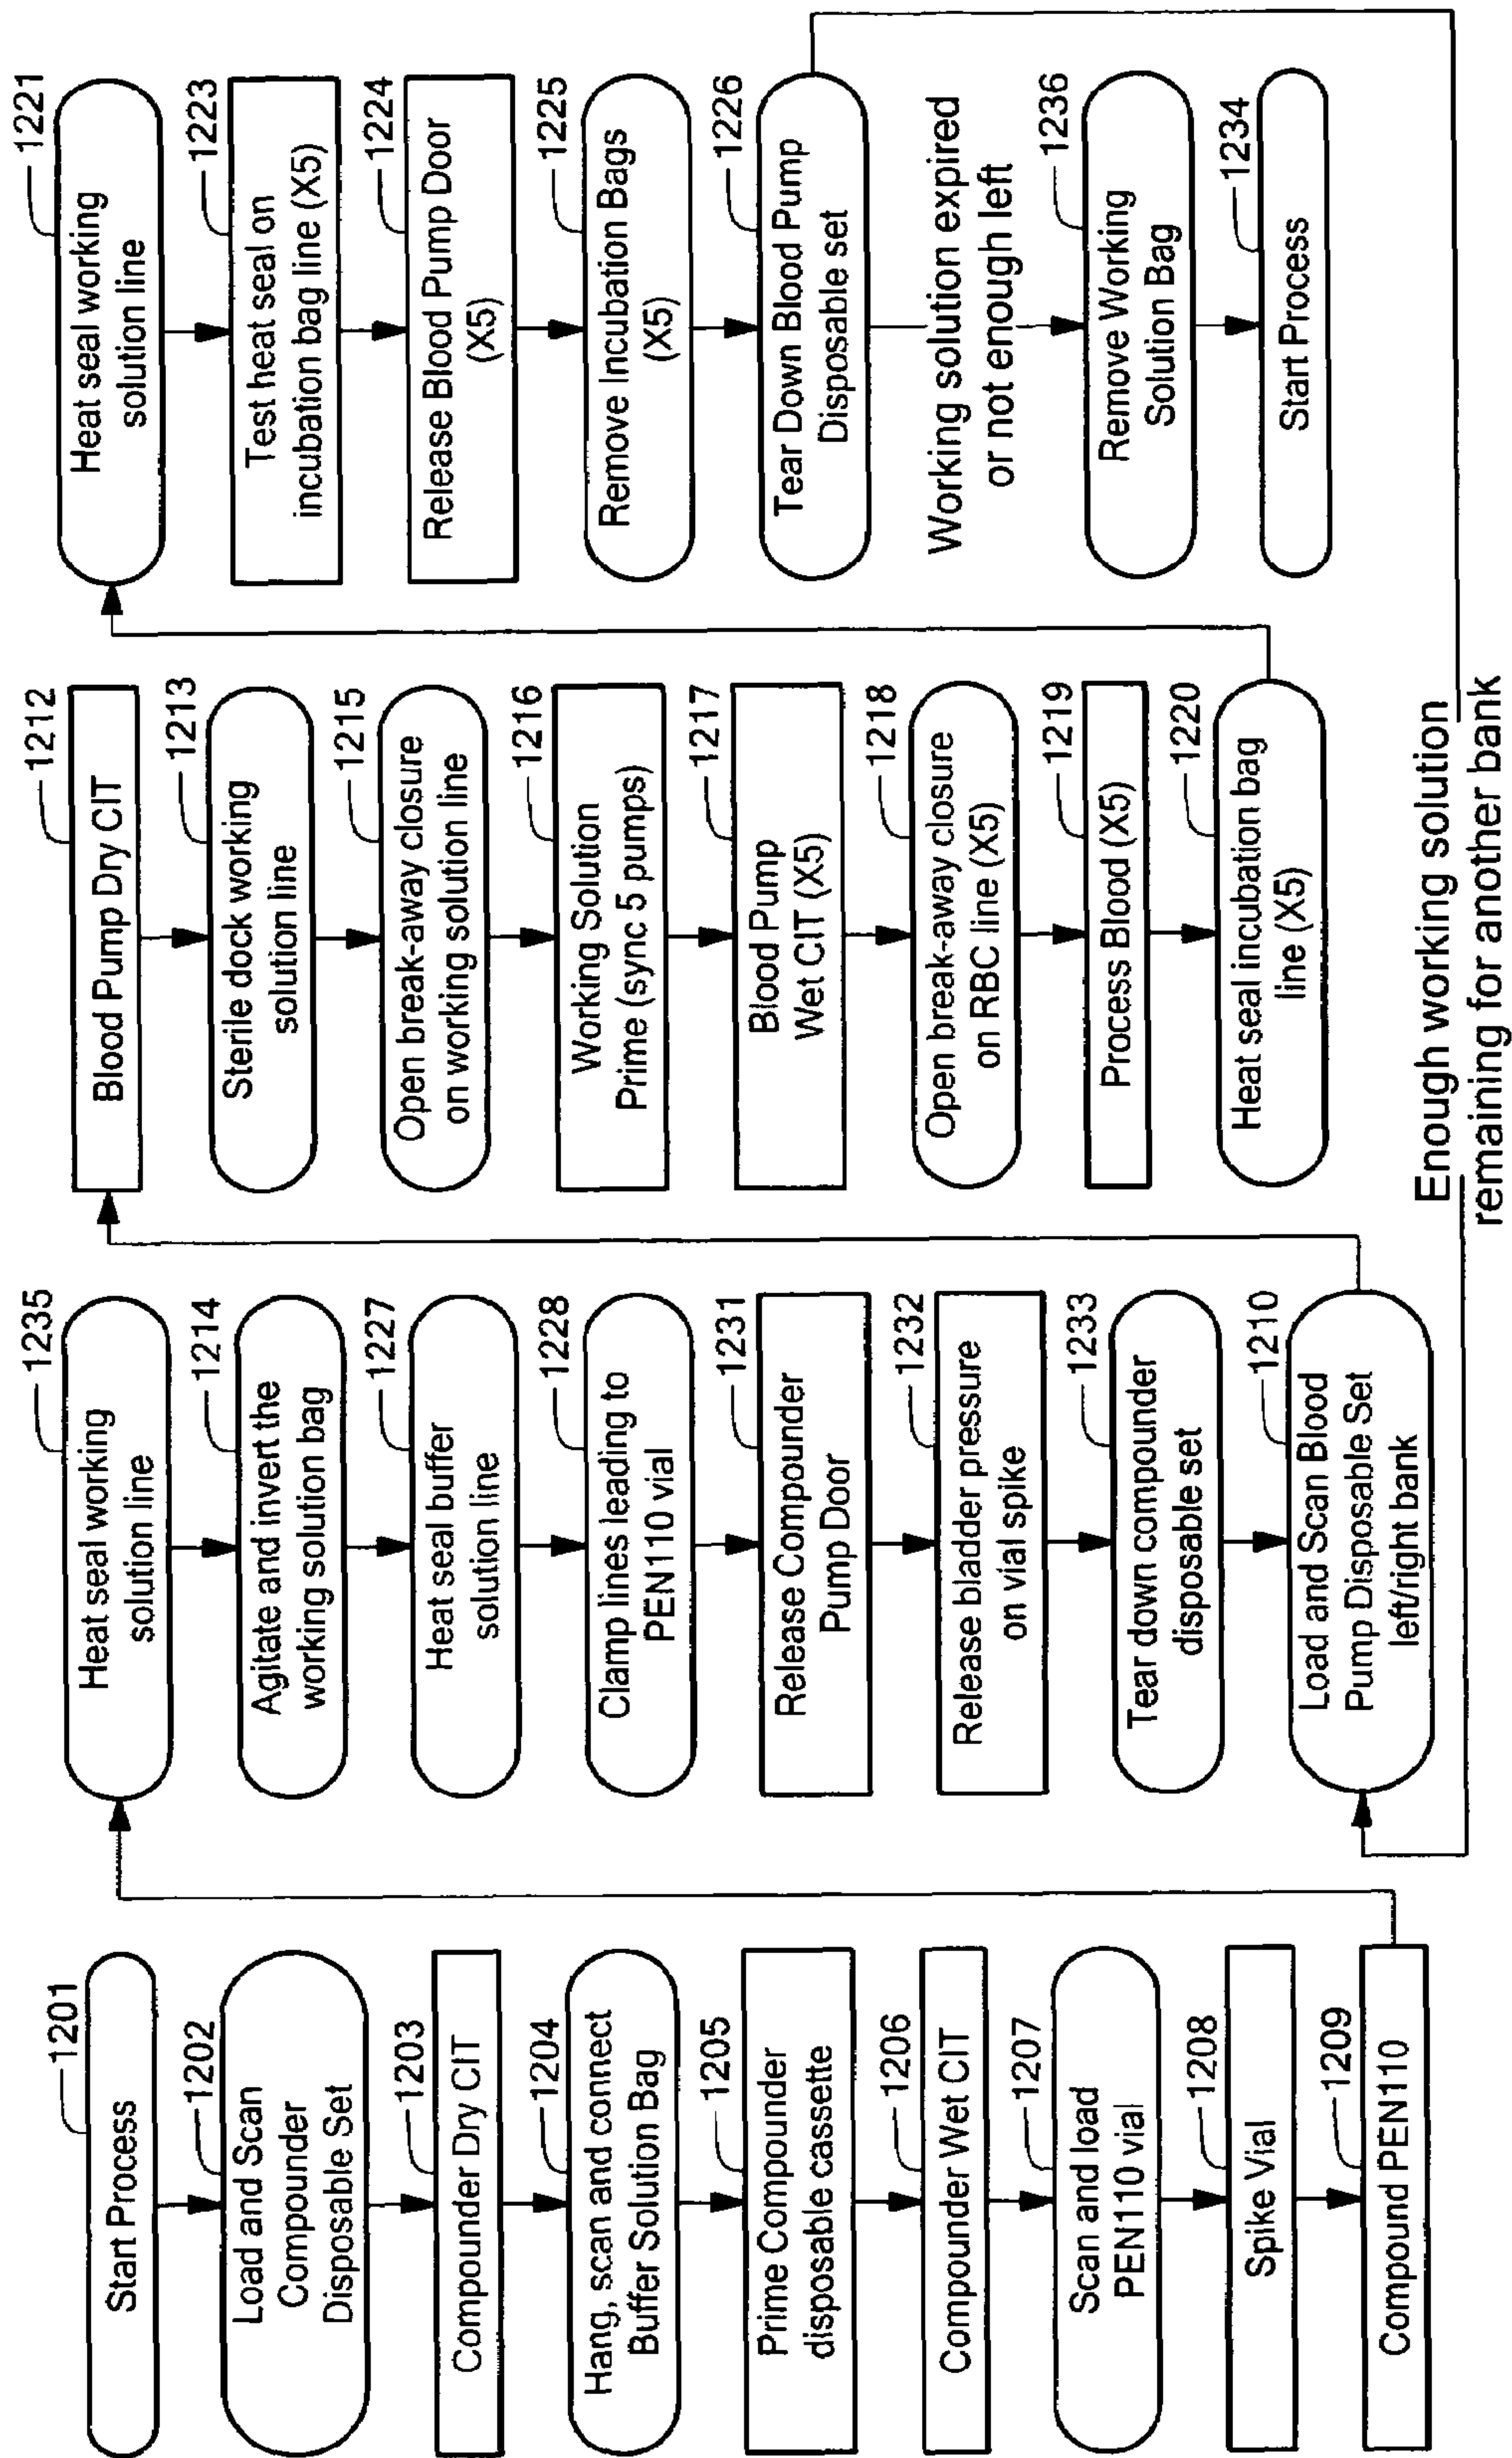 1201
Start Process
1202
Load and Scan
Compounder
Disposable Set
1203
Compounder Dry CIT
1204
Hang, scan and connect
Buffer Solution Bag
1205
Prime Compounder
disposable cassette
1206
Compounder Wet CIT
1207
Scan and load
PEN110 vial
1208
Spike Vial
1209
Compound PEN110
1235
Heat seal working
solution line
1214
Agitate and invert the
working solution bag
1227
Heat seal buffer
solution line
1228
Clamp lines leading to
PEN110 vial
1231
Release Compounder
Pump Door
1232
Release bladder pressure
on vial spike
1233
Tear down compounder
disposable set
1210
Load and Scan Blood
Pump Disposable Set
left/right bank
1212
Blood Pump Dry CIT
1213
Sterile dock working
solution line
1215
Open break-away closure
on working solution line
1216
Working Solution
Prime (sync 5 pumps)
1217
Blood Pump
Wet CIT (X5)
1218
Open break-away closure
on RBC line (X5)
1219
Process Blood (X5)
1220
Heat seal incubation bag
line (X5)
1221
Heat seal working
solution line
1223
Test heat seal on
incubation bag line (X5)
1224
Release Blood Pump Door
(X5)
1225
Remove Incubation Bags
(X5)
1226
Tear Down Blood Pump
Disposable set
Working solution expired
or not enough left
1236
Remove Working
Solution Bag
1234
Start Process
Enough working solution
remaining for another bank